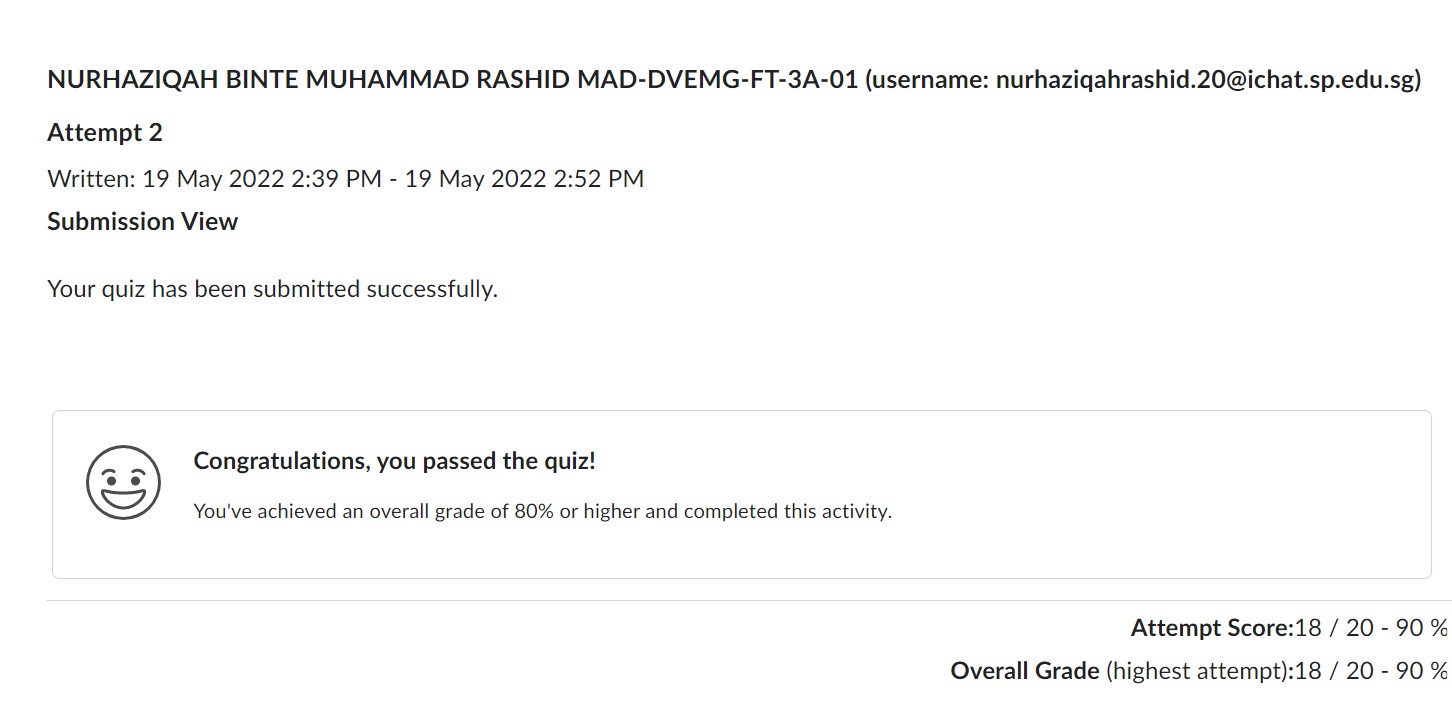 NURHAZIQAH BINTE MUHAMMAD RASHID MAD-DVEMG-FT-3A-01 (username: nurhaziqahrashid.20@ichat.sp.edu.sg)
Attempt 2
Written: 19 May 2022 2:39 PM - 19 May 2022 2:52 PM
Submission View
Your quiz has been submitted successfully.
Congratulations, you passed the quiz!
You've achieved an overall grade of 80% or higher and completed this activity.
Attempt Score:18 / 20 - 90 %
Overall Grade (highest attempt):18 / 20 - 90 %